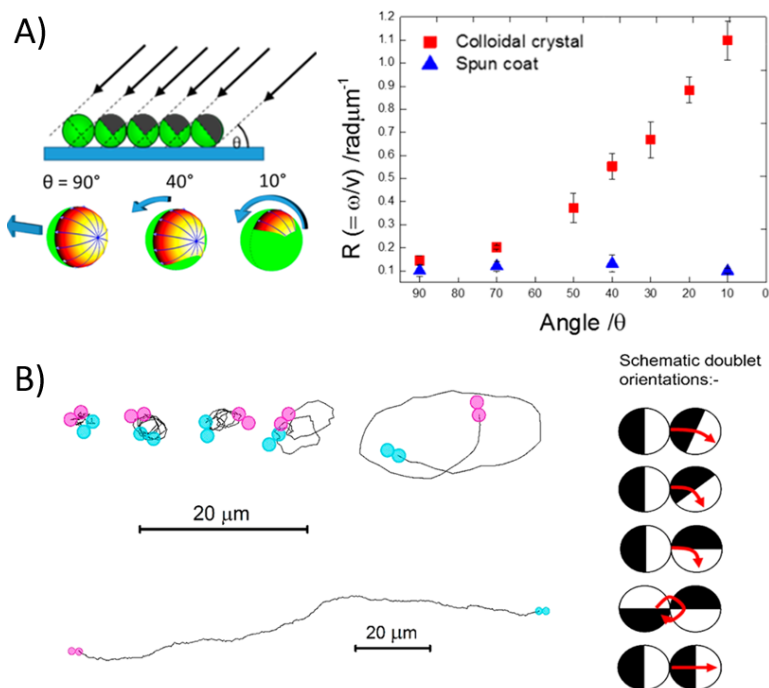 A)
θ
θ = 90°
40°
10°
R (= ω/v) /radµm⁻¹
1.2
1.1
1.0
0.9
0.8
0.7
0.6
0.5
0.4
0.3
0.2
0.1
Colloidal crystal
Spun coat
90 80 70 60 50 40 30 20 10 0
Angle /θ
B)
20 µm
20 µm
Schematic doublet
orientations:-